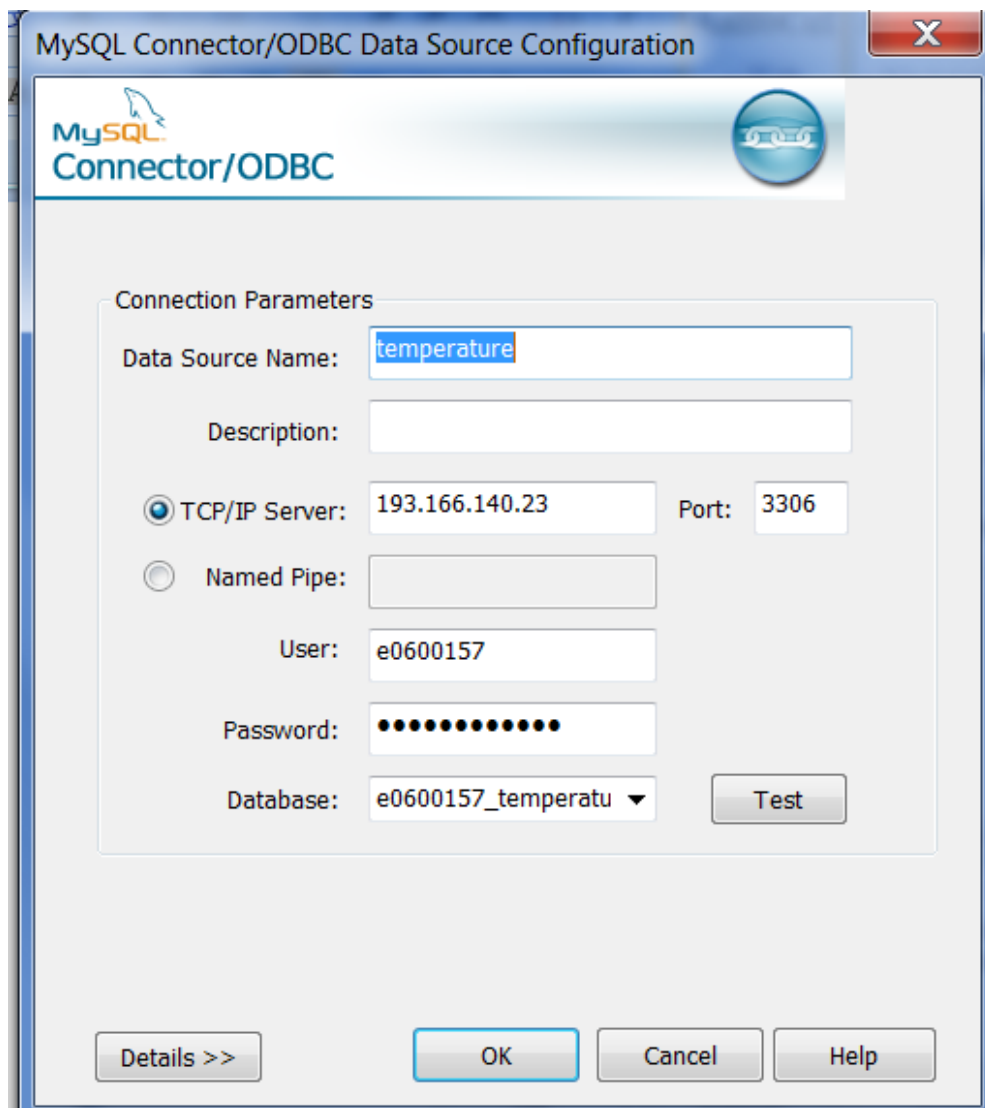 MySQL Connector/ODBC Data Source Configuration
MySQL
Connector/ODBC
Connection Parameters
Data Source Name: temperature
Description:
TCP/IP Server: 193.166.140.23 Port: 3306
Named Pipe:
User: e0600157
Password: ••••••••••••
Database: e0600157_temperatu Test
Details >> OK Cancel Help